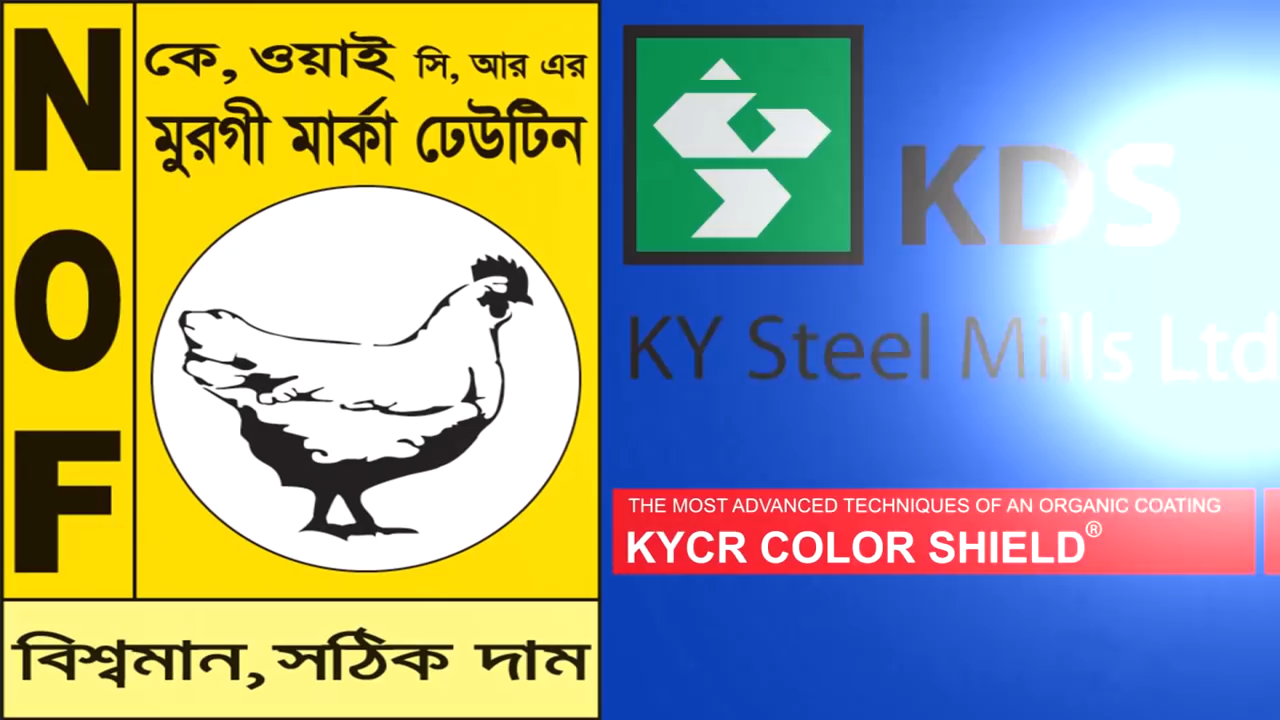 NOF
কে, ওয়াই সি, আর এর
মুরগী মার্কা ঢেউটিন
বিশ্বমান, সঠিক দাম
KDS
KY Steel Mills Ltd
THE MOST ADVANCED TECHNIQUES OF AN ORGANIC COATING
KYCR COLOR SHIELD®